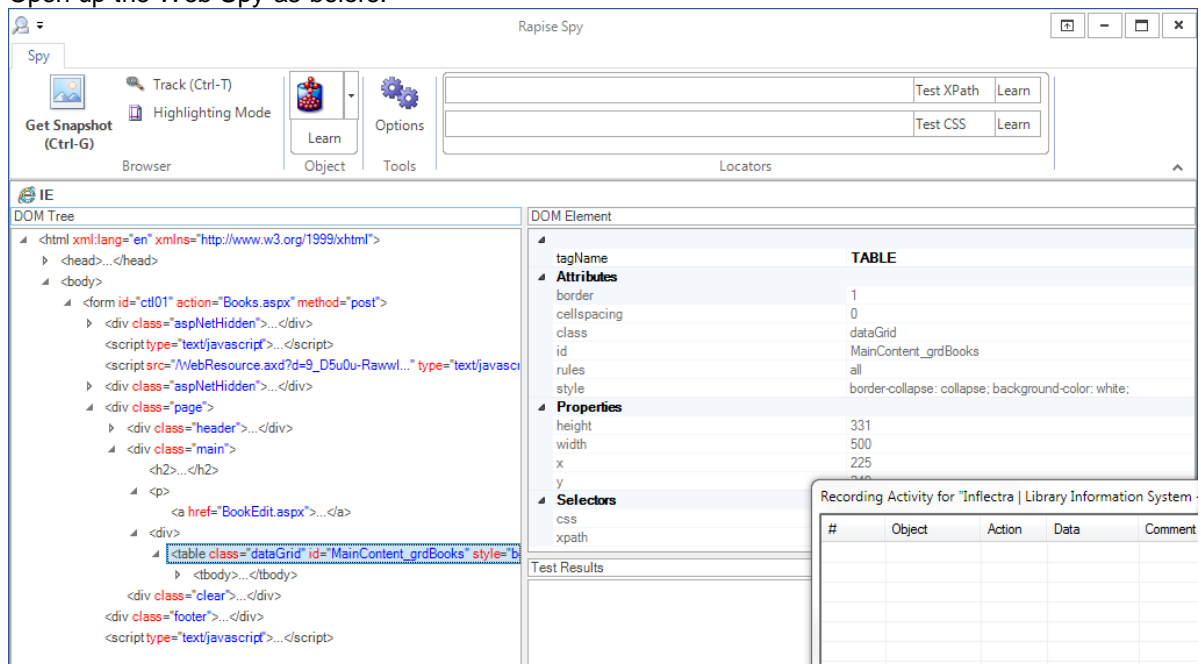 Open up the Web Spy as before:
Rapise Spy
Spy
Get Snapshot (Ctrl-G)
Track (Ctrl-T)
Highlighting Mode
Browser
Learn
Object
Options
Tools
Test XPath Learn
Test CSS Learn
Locators
IE
DOM Tree
<html xml:lang="en" xmlns="http://www.w3.org/1999/xhtml">
<head>...</head>
<body>
<form id="ctl01" action="Books.aspx" method="post">
<div class="aspNetHidden">...</div>
<script type="text/javascript">...</script>
<script src="/WebResource.axd?d=9_D5u0u-Rawwl..." type="text/javascr
<div class="aspNetHidden">...</div>
<div class="page">
<div class="header">...</div>
<div class="main">
<h2>...</h2>
<p>
<a href="BookEdit.aspx">...</a>
<div>
<table class="dataGrid" id="MainContent_grdBooks" style="b
<tbody>...</tbody>
<div class="clear">...</div>
<div class="footer">...</div>
<script type="text/javascript">...</script>
DOM Element
tagName TABLE
Attributes
border 1
cellspacing 0
class dataGrid
id MainContent_grdBooks
rules all
style border-collapse: collapse; background-color: white;
Properties
height 331
width 500
x 225
y
Selectors
css
xpath
Test Results
Recording Activity for "Inflectra | Library Information System -
# Object Action Data Comment